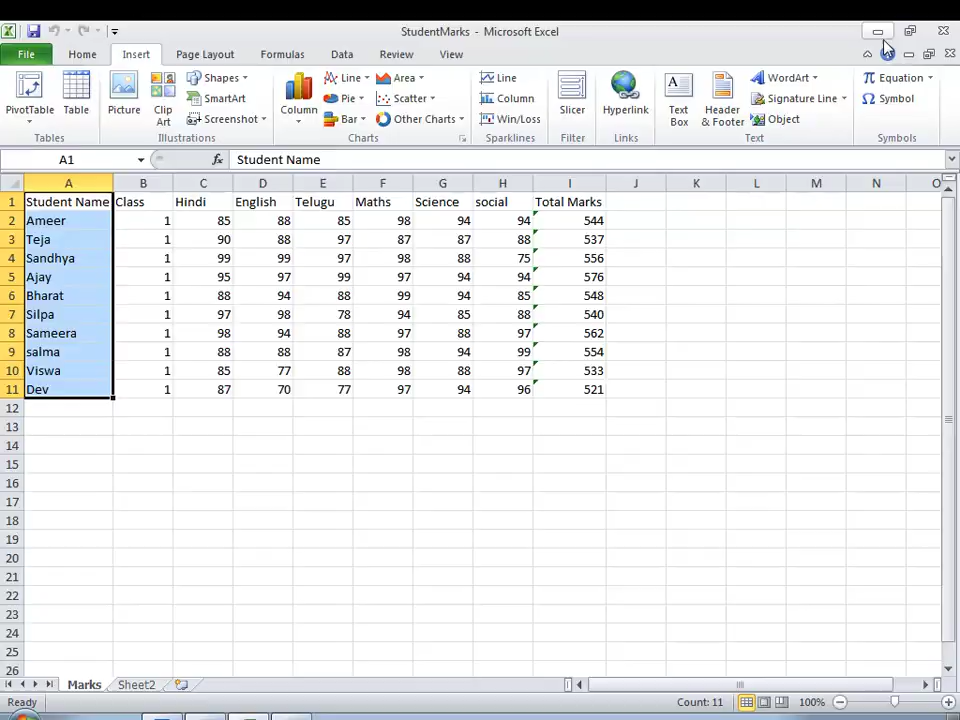 StudentMarks - Microsoft Excel
File Home Insert Page Layout Formulas Data Review View
PivotTable Table Picture Clip Art Shapes SmartArt Screenshot Column Line Pie Bar Area Scatter Other Charts Line Column Win/Loss Slicer Hyperlink Text Box Header & Footer WordArt Signature Line Object Equation Symbol
Tables Illustrations Charts Sparklines Filter Links Text Symbols
A1 fx Student Name
A B C D E F G H I J K L M N O
1 Student Name Class Hindi English Telugu Maths Science social Total Marks
2 Ameer 1 85 88 85 98 94 94 544
3 Teja 1 90 88 97 87 87 88 537
4 Sandhya 1 99 99 97 98 88 75 556
5 Ajay 1 95 97 99 97 94 94 576
6 Bharat 1 88 94 88 99 94 85 548
7 Silpa 1 97 98 78 94 85 88 540
8 Sameera 1 98 94 88 97 88 97 562
9 salma 1 88 88 87 98 94 99 554
10 Viswa 1 85 77 88 98 88 97 533
11 Dev 1 87 70 77 97 94 96 521
12
13
14
15
16
17
18
19
20
21
22
23
24
25
26
Marks Sheet2
Ready Count: 11 100%